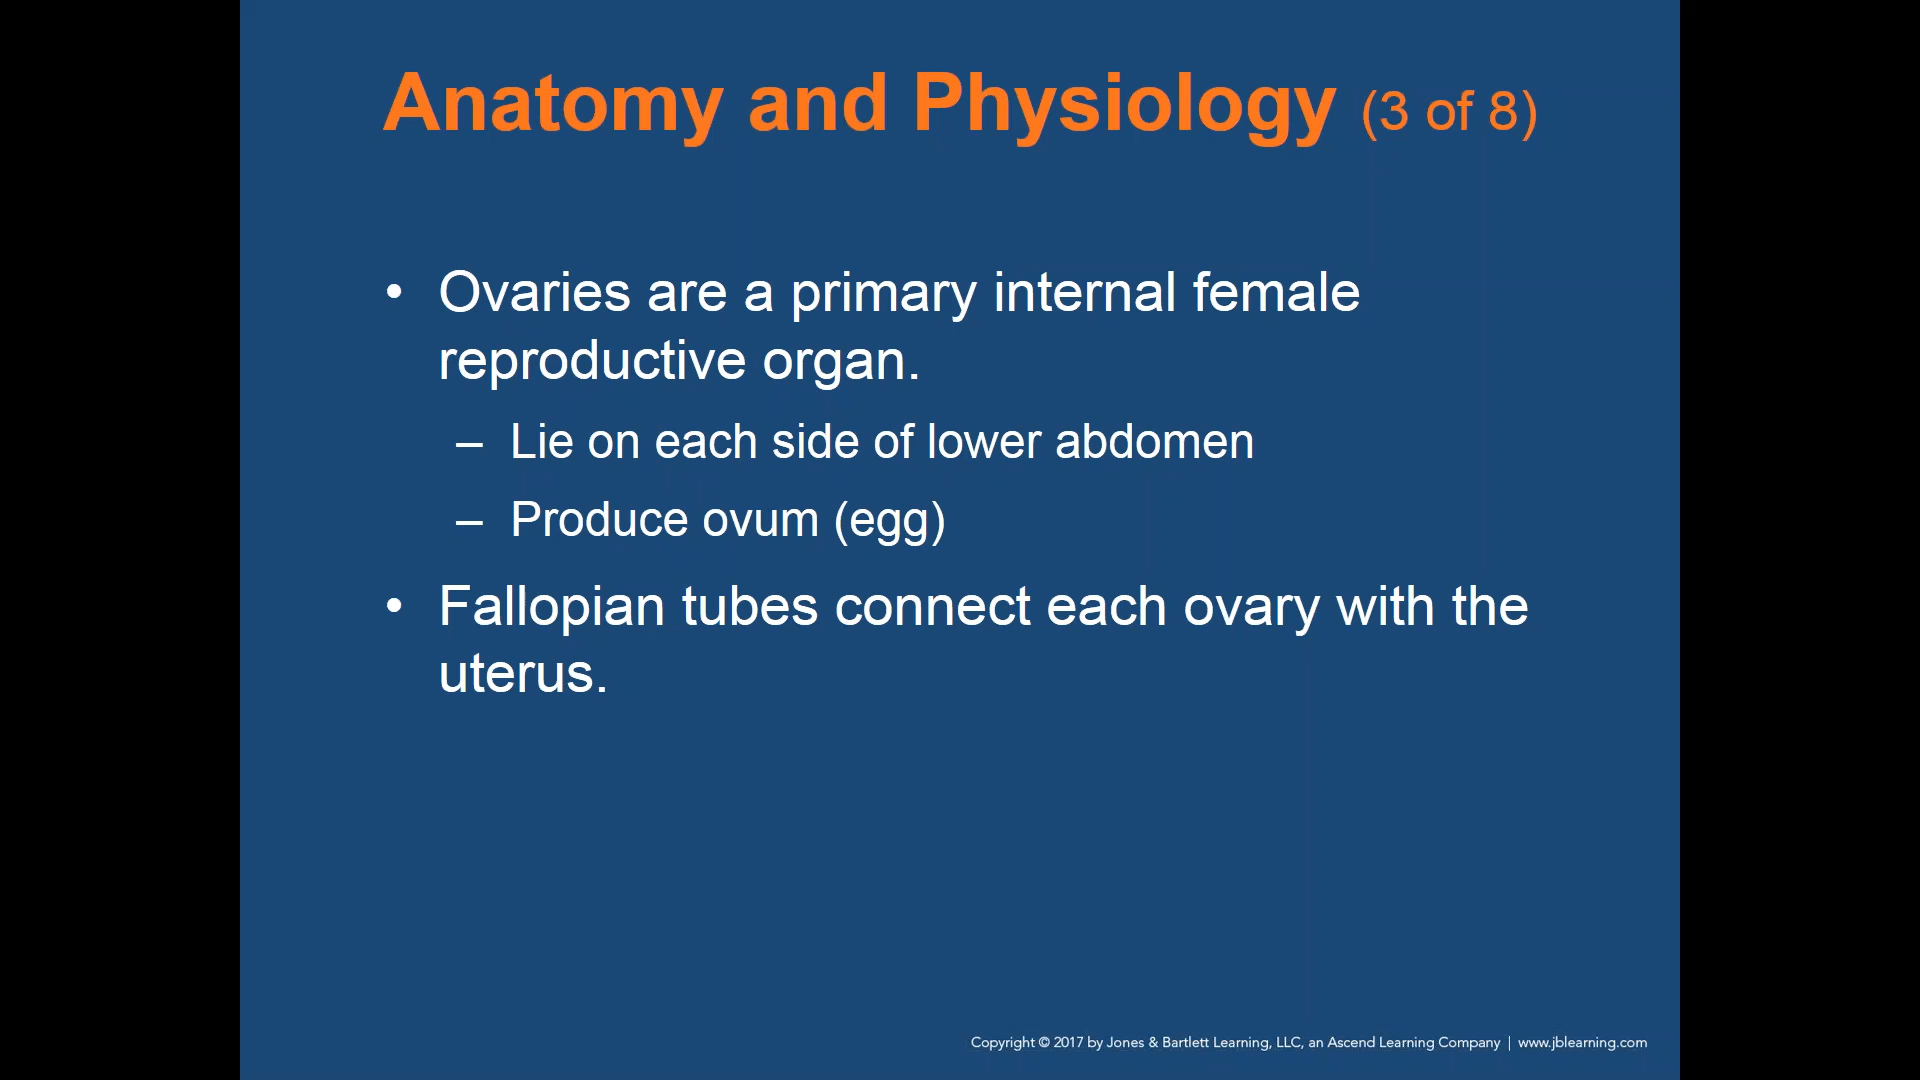 Anatomy and Physiology (3 of 8)
• Ovaries are a primary internal female
reproductive organ.
– Lie on each side of lower abdomen
– Produce ovum (egg)
• Fallopian tubes connect each ovary with the
uterus.
Copyright © 2017 by Jones & Bartlett Learning, LLC, an Ascend Learning Company | www.jblearning.com